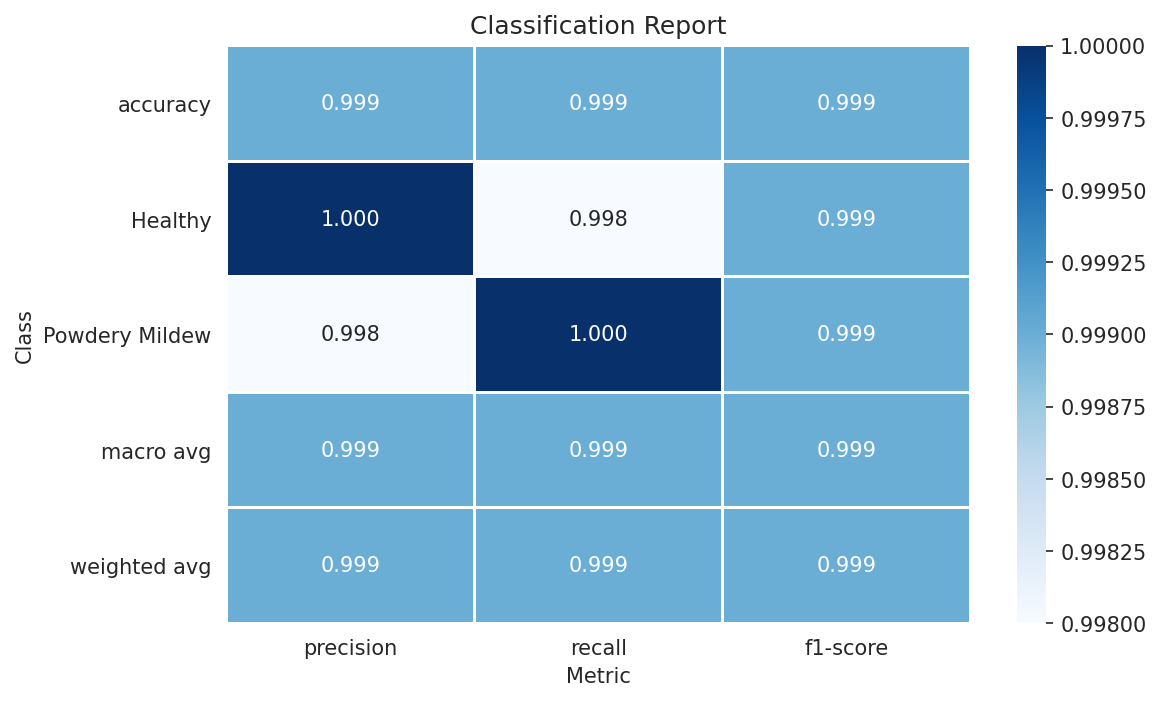 Classification Report
accuracy 0.999 0.999 0.999
Healthy 1.000 0.998 0.999
Powdery Mildew 0.998 1.000 0.999
macro avg 0.999 0.999 0.999
weighted avg 0.999 0.999 0.999
precision recall f1-score
Metric
Class
1.00000
0.99975
0.99950
0.99925
0.99900
0.99875
0.99850
0.99825
0.99800